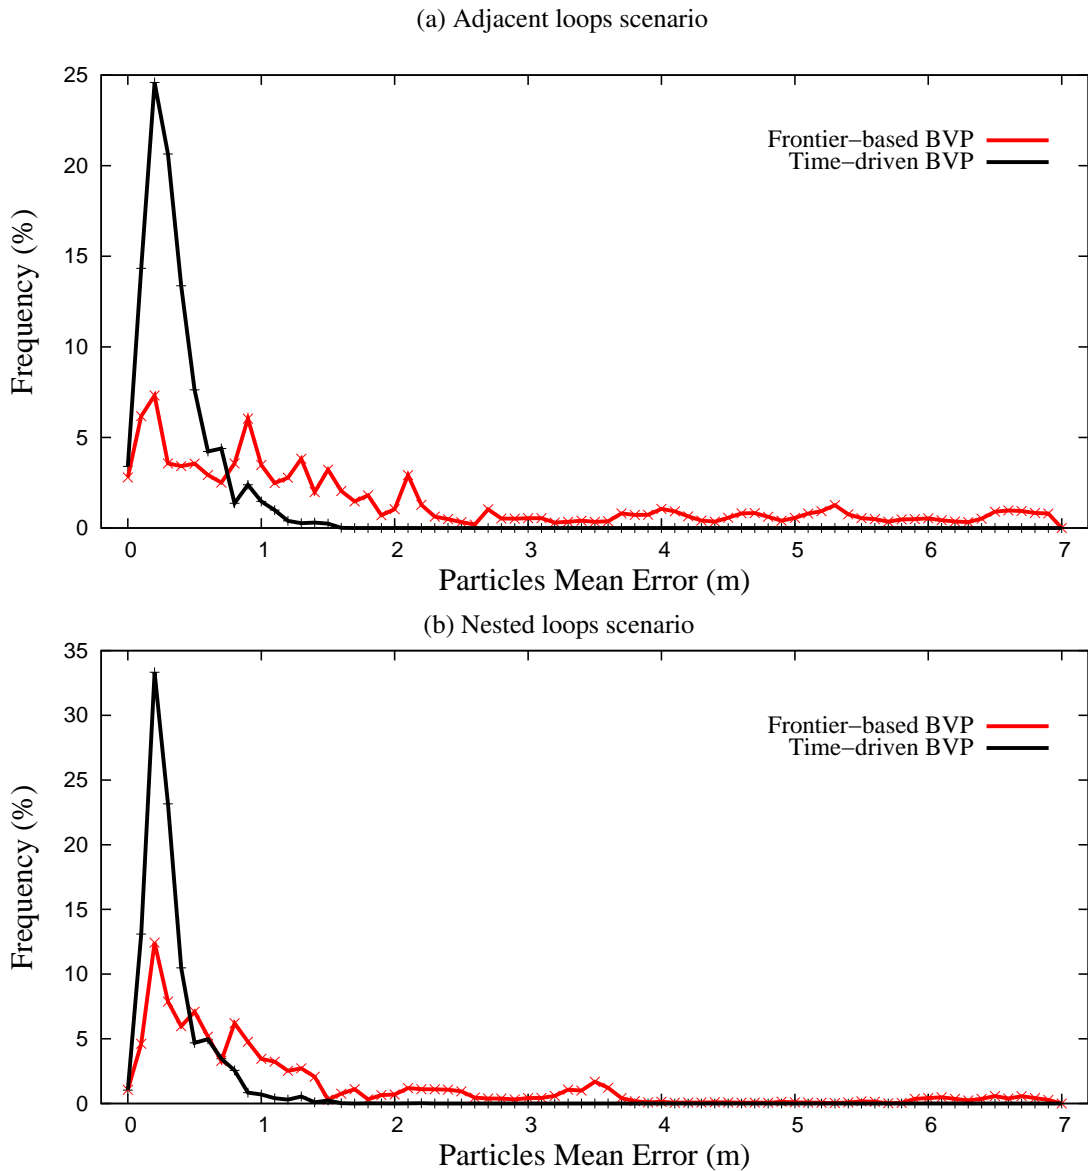 (a) Adjacent loops scenario
25
20
15
10
5
0
Frequency (%)
Frontier−based BVP
Time−driven BVP
0 1 2 3 4 5 6 7
Particles Mean Error (m)
(b) Nested loops scenario
35
30
25
20
15
10
5
0
Frequency (%)
Frontier−based BVP
Time−driven BVP
0 1 2 3 4 5 6 7
Particles Mean Error (m)